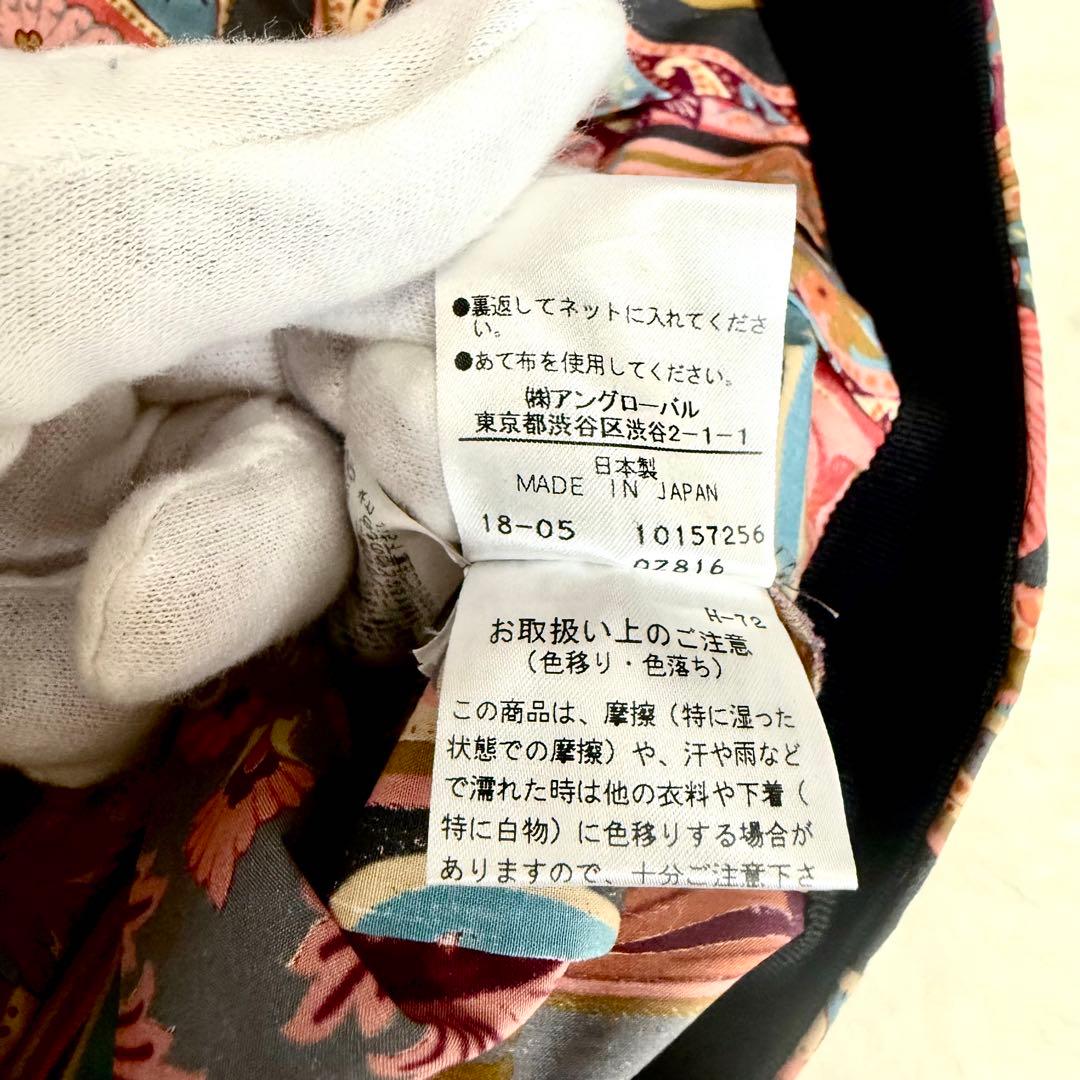 ●裏返してネットに入れてくださ
い。
●あて布を使用してください。
㈱アングローバル
東京都渋谷区渋谷2-1-1
日本製
MADE IN JAPAN
18-05 10157256
02816
H-72
お取扱い上のご注意
(色移り・色落ち)
この商品は、摩擦(特に湿った
状態での摩擦)や、汗や雨など
で濡れた時は他の衣料や下着(
特に白物)に色移りする場合が
ありますので、十分ご注意下さ